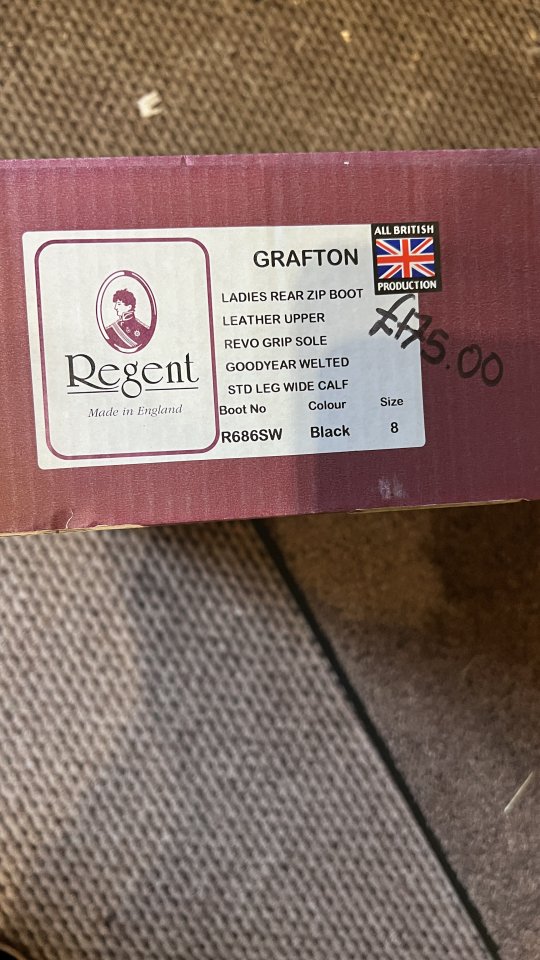 Regent
Made in England
GRAFTON
ALL BRITISH
PRODUCTION
LADIES REAR ZIP BOOT
LEATHER UPPER
REVO GRIP SOLE
GOODYEAR WELTED
STD LEG WIDE CALF
Boot No Colour Size
R686SW Black 8
£175.00